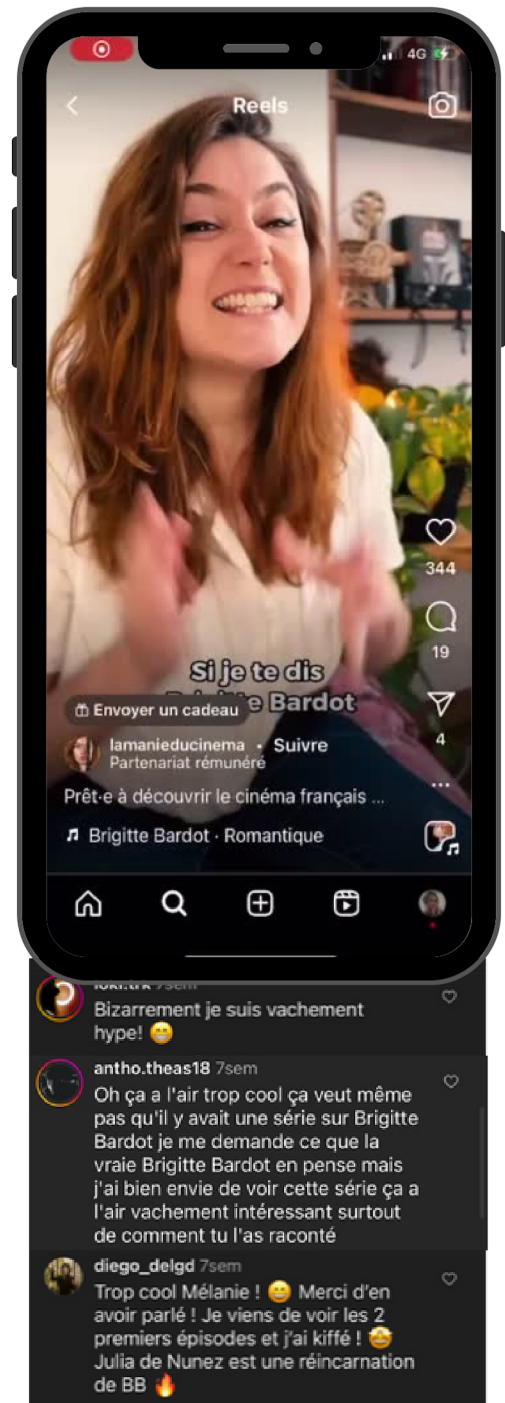 4G
Reels
344
19
4
Si je te dis
Bardot
Envoyer un cadeau
lamanieducinema • Suivre
Partenariat rémunéré
Prêt·e à découvrir le cinéma français ...
Brigitte Bardot · Romantique
7sem
Bizarrement je suis vachement
hype! 😁
antho.theas18 7sem
Oh ça a l'air trop cool ça veut même
pas qu'il y avait une série sur Brigitte
Bardot je me demande ce que la
vraie Brigitte Bardot en pense mais
j'ai bien envie de voir cette série ça a
l'air vachement intéressant surtout
de comment tu l'as raconté
diego_delgd 7sem
Trop cool Mélanie ! 😄 Merci d'en
avoir parlé ! Je viens de voir les 2
premiers épisodes et j'ai kiffé ! 🤩
Julia de Nunez est une réincarnation
de BB 🔥